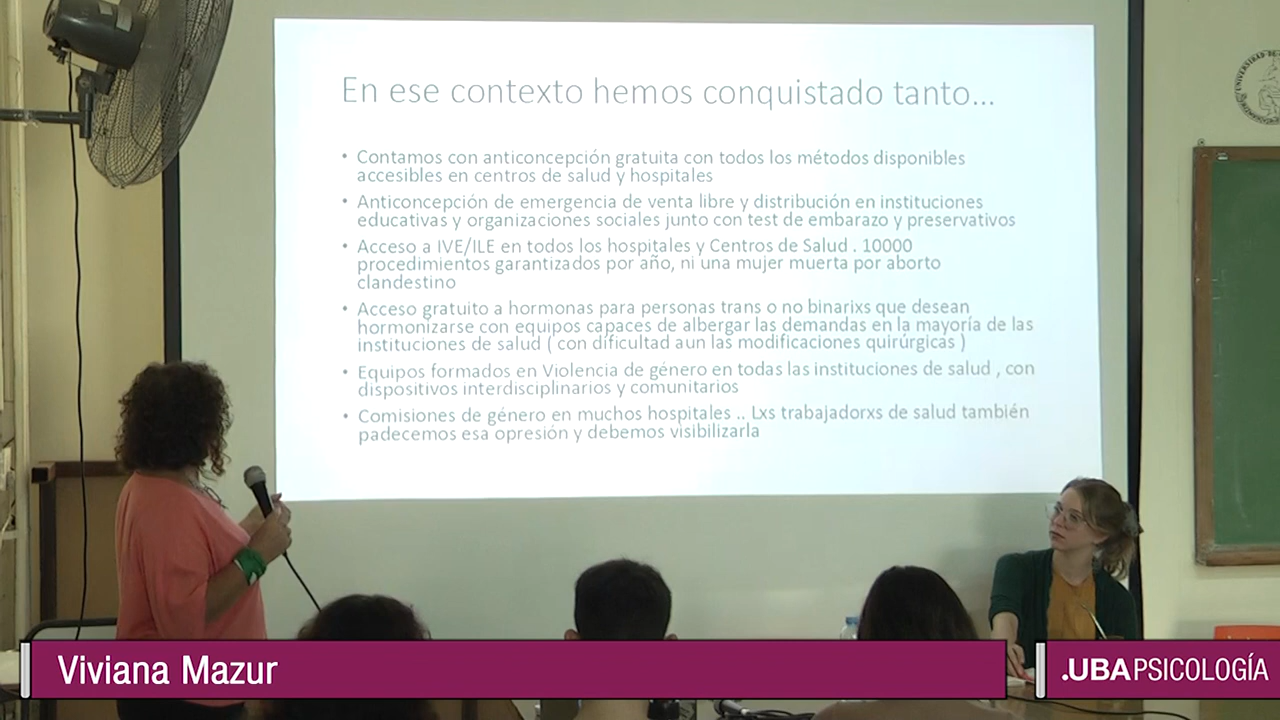 En ese contexto hemos conquistado tanto...
• Contamos con anticoncepción gratuita con todos los métodos disponibles
accesibles en centros de salud y hospitales
• Anticoncepción de emergencia de venta libre y distribución en instituciones
educativas y organizaciones sociales junto con test de embarazo y preservativos
• Acceso a IVE/ILE en todos los hospitales y Centros de Salud . 10000
procedimientos garantizados por año, ni una mujer muerta por aborto
clandestino
• Acceso gratuito a hormonas para personas trans o no binarixs que desean
hormonizarse con equipos capaces de albergar las demandas en la mayoría de las
instituciones de salud ( con dificultad aun las modificaciones quirúrgicas )
• Equipos formados en Violencia de género en todas las instituciones de salud , con
dispositivos interdisciplinarios y comunitarios
• Comisiones de género en muchos hospitales .. Lxs trabajadorxs de salud también
padecemos esa opresión y debemos visibilizarla
Viviana Mazur
.UBAPSICOLOGÍA